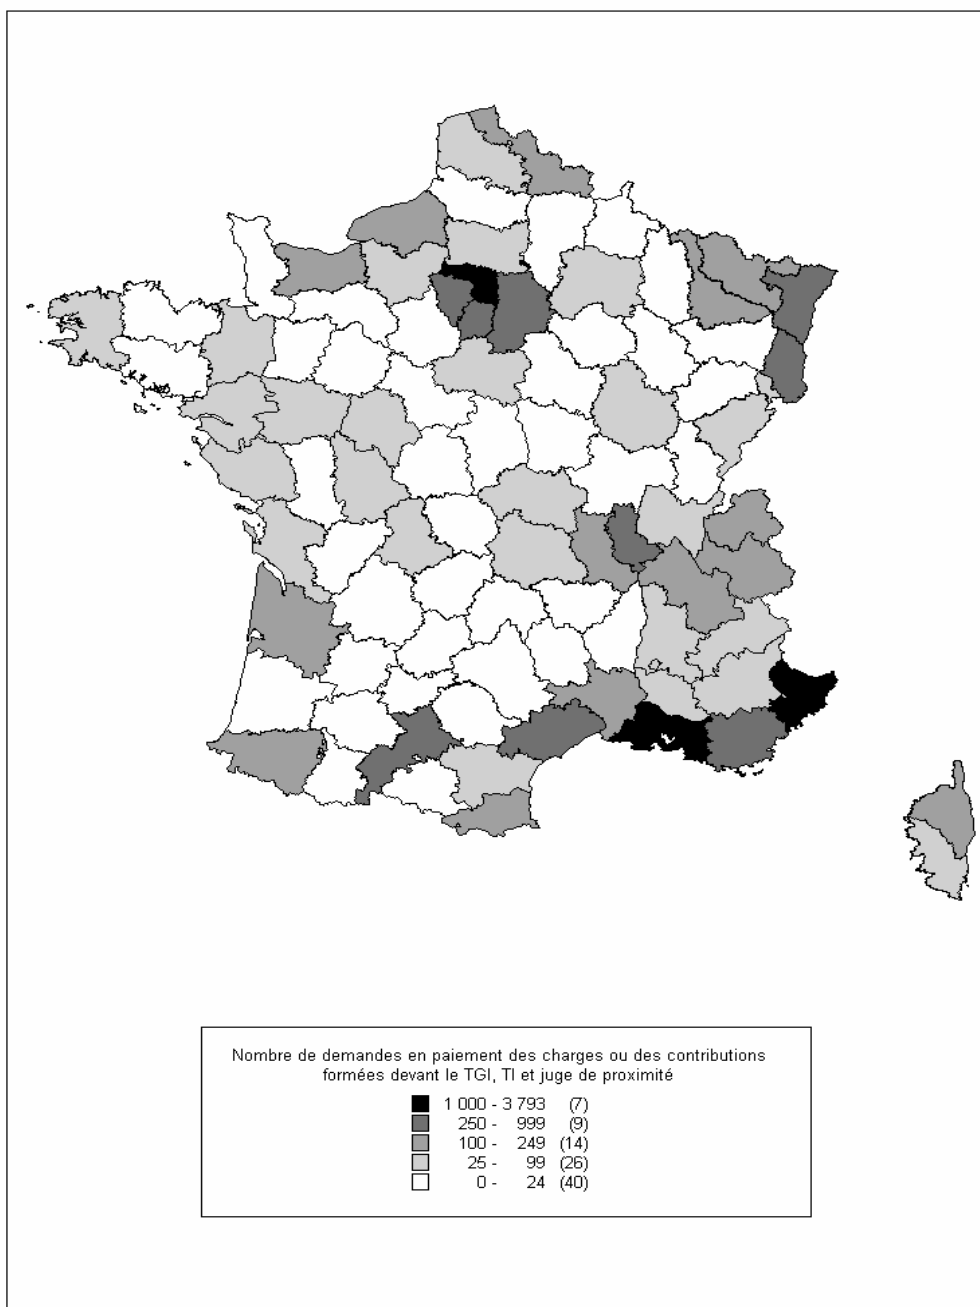 Nombre de demandes en paiement des charges ou des contributions
formées devant le TGI, TI et juge de proximité
1 000 - 3 793 (7)
250 - 999 (9)
100 - 249 (14)
25 - 99 (26)
0 - 24 (40)